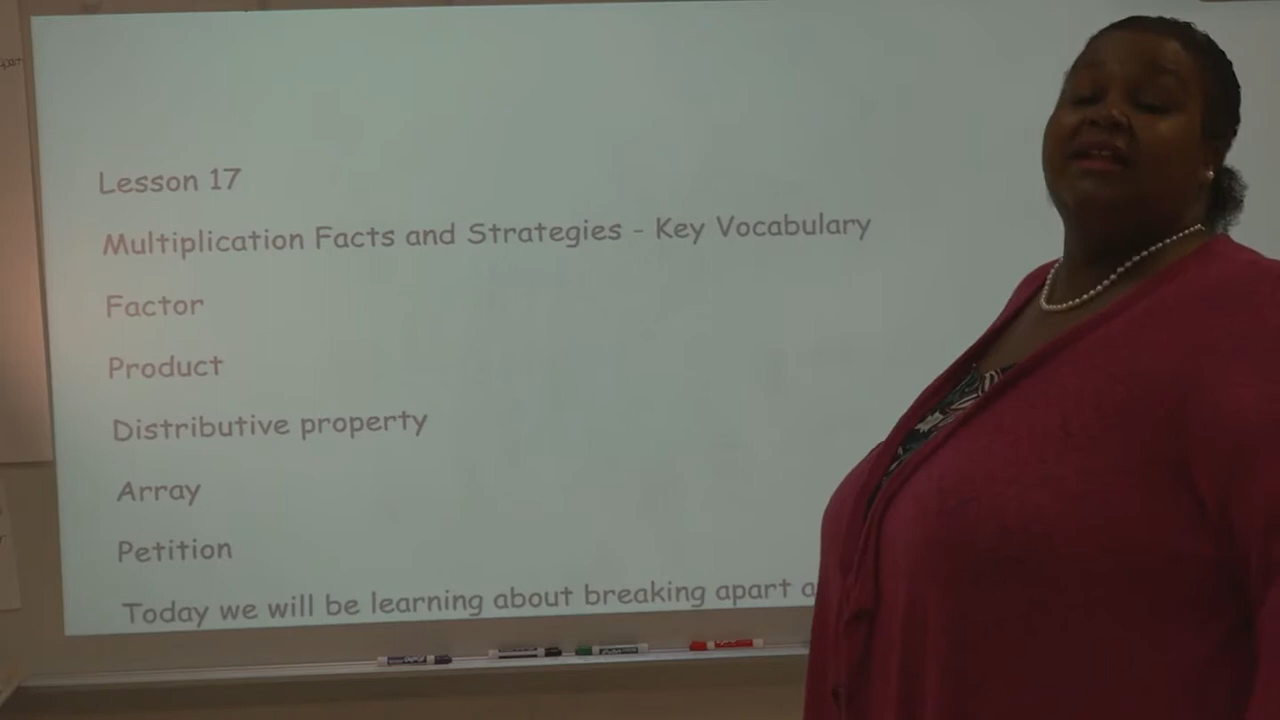 Lesson 17
Multiplication Facts and Strategies - Key Vocabulary
Factor
Product
Distributive property
Array
Petition
Today we will be learning about breaking apart a